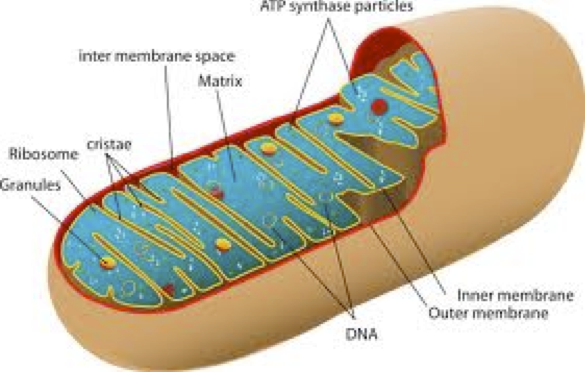 ATP synthase particles
inter membrane space
Matrix
cristae
Ribosome
Granules
Inner membrane
Outer membrane
DNA